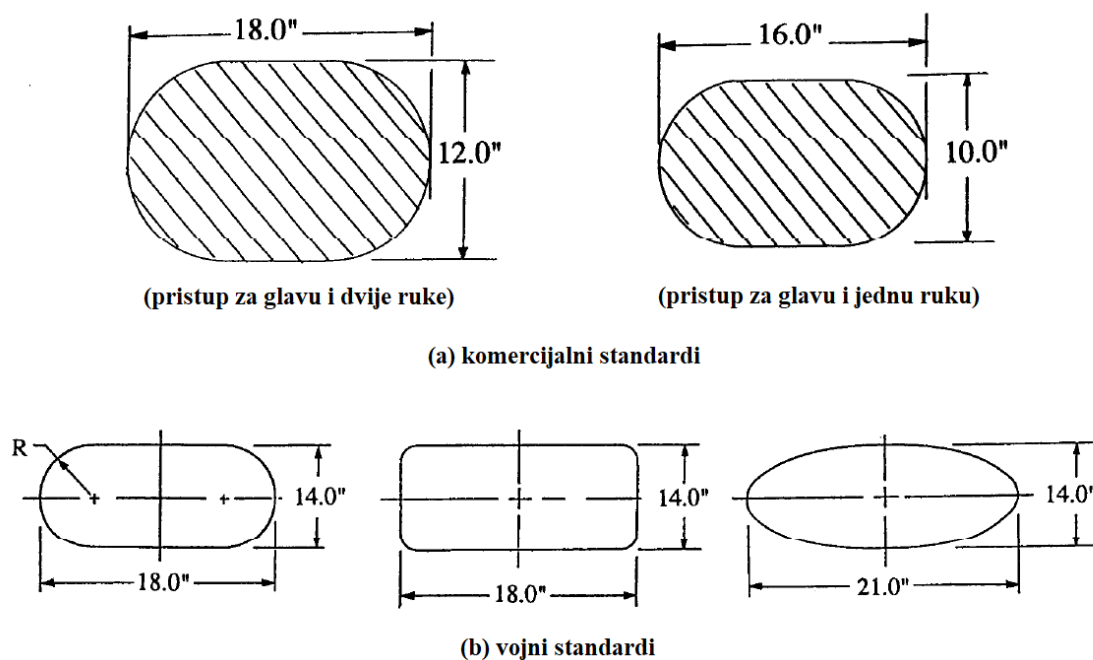 18.0"
16.0"
12.0"
10.0"
(pristup za glavu i dvije ruke)
(pristup za glavu i jednu ruku)
(a) komercijalni standardi
R
14.0"
14.0"
14.0"
18.0"
18.0"
21.0"
(b) vojni standardi